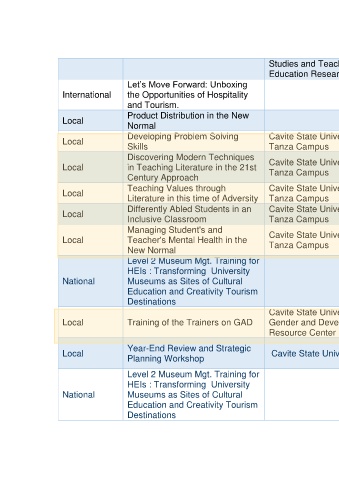 Studies and Teac
Education Resear
International
Let's Move Forward: Unboxing
the Opportunities of Hospitality
and Tourism.
Local
Product Distribution in the New
Normal
Local
Developing Problem Solving
Skills
Cavite State Unive
Tanza Campus
Local
Discovering Modern Techniques
in Teaching Literature in the 21st
Century Approach
Cavite State Unive
Tanza Campus
Local
Teaching Values through
Literature in this time of Adversity
Cavite State Unive
Tanza Campus
Local
Differently Abled Students in an
Inclusive Classroom
Cavite State Unive
Tanza Campus
Local
Managing Student's and
Teacher's Mental Health in the
New Normal
Cavite State Unive
Tanza Campus
National
Level 2 Museum Mgt. Training for
HEIs : Transforming University
Museums as Sites of Cultural
Education and Creativity Tourism
Destinations
Local
Training of the Trainers on GAD
Cavite State Unive
Gender and Deve
Resource Center
Local
Year-End Review and Strategic
Planning Workshop
Cavite State Univ
National
Level 2 Museum Mgt. Training for
HEIs : Transforming University
Museums as Sites of Cultural
Education and Creativity Tourism
Destinations